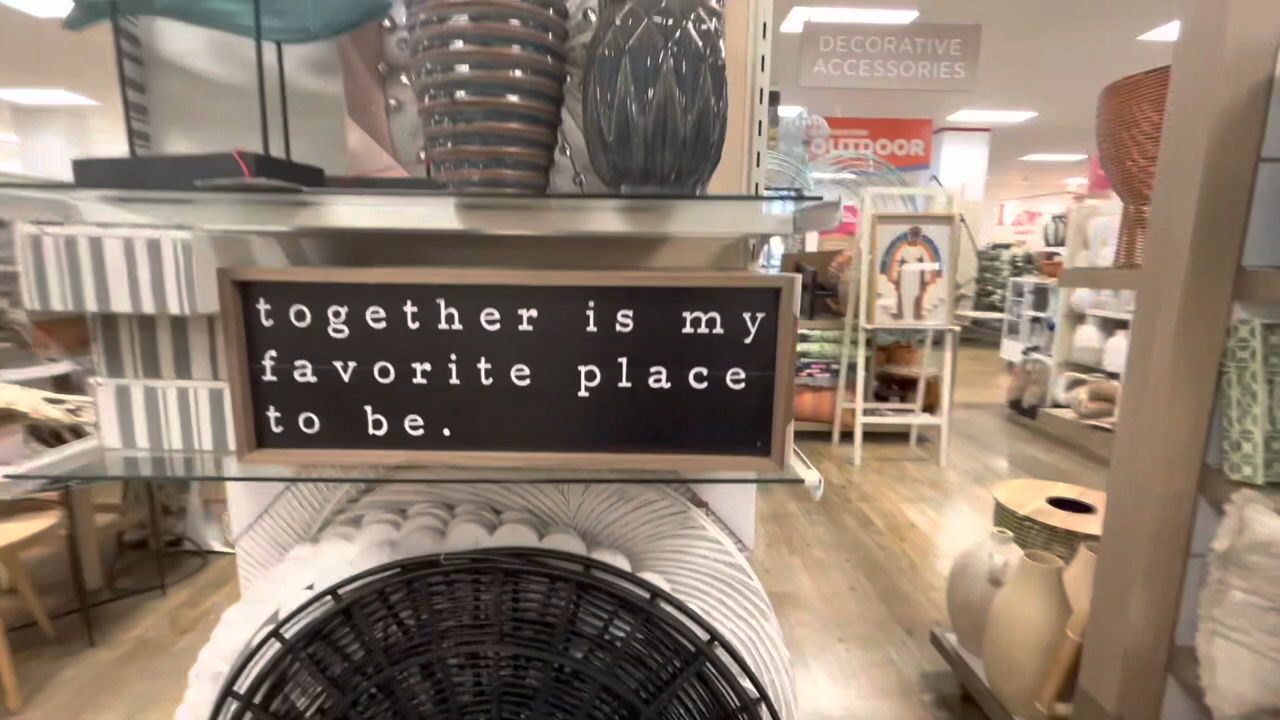 DECORATIVE
ACCESSORIES
OUTDOOR
together is my
favorite place
to be.